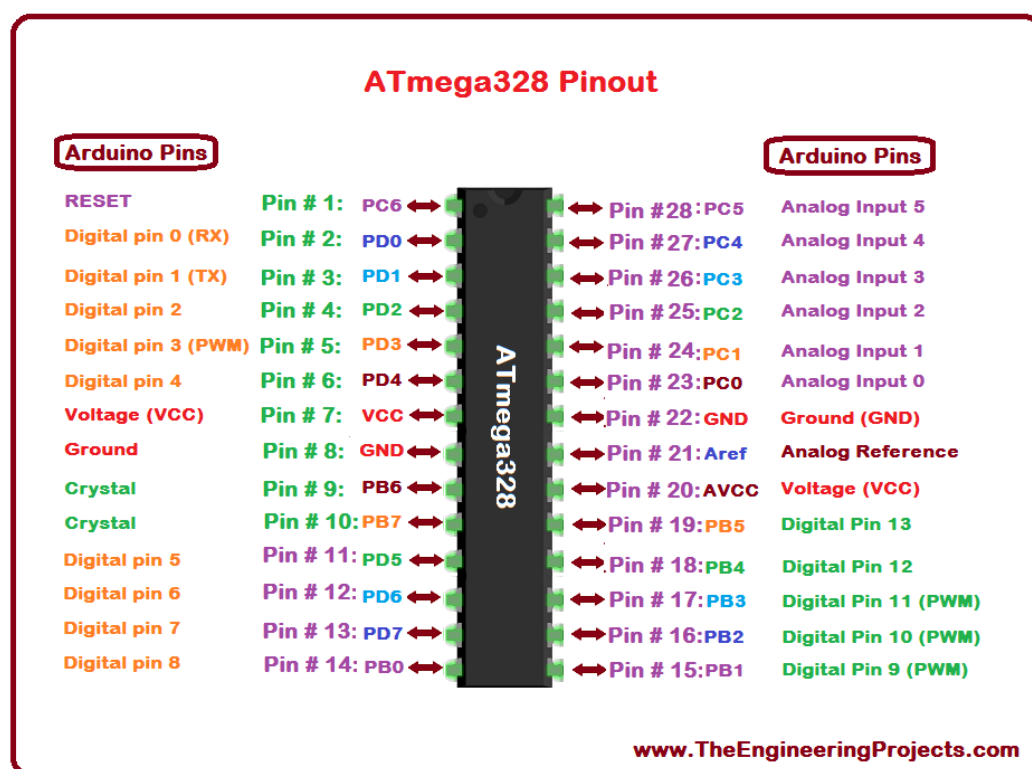 ATmega328 Pinout
Arduino Pins
Arduino Pins
RESET Pin # 1: PC6
Digital pin 0 (RX) Pin # 2: PD0
Digital pin 1 (TX) Pin # 3: PD1
Digital pin 2 Pin # 4: PD2
Digital pin 3 (PWM) Pin # 5: PD3
Digital pin 4 Pin # 6: PD4
Voltage (VCC) Pin # 7: VCC
Ground Pin # 8: GND
Crystal Pin # 9: PB6
Crystal Pin # 10: PB7
Digital pin 5 Pin # 11: PD5
Digital pin 6 Pin # 12: PD6
Digital pin 7 Pin # 13: PD7
Digital pin 8 Pin # 14: PB0
ATmega328
Pin #28: PC5 Analog Input 5
Pin # 27: PC4 Analog Input 4
Pin # 26: PC3 Analog Input 3
Pin # 25: PC2 Analog Input 2
Pin # 24: PC1 Analog Input 1
Pin # 23: PC0 Analog Input 0
Pin # 22: GND Ground (GND)
Pin # 21: Aref Analog Reference
Pin # 20: AVCC Voltage (VCC)
Pin # 19: PB5 Digital Pin 13
Pin # 18: PB4 Digital Pin 12
Pin # 17: PB3 Digital Pin 11 (PWM)
Pin # 16: PB2 Digital Pin 10 (PWM)
Pin # 15: PB1 Digital Pin 9 (PWM)
www.TheEngineeringProjects.com